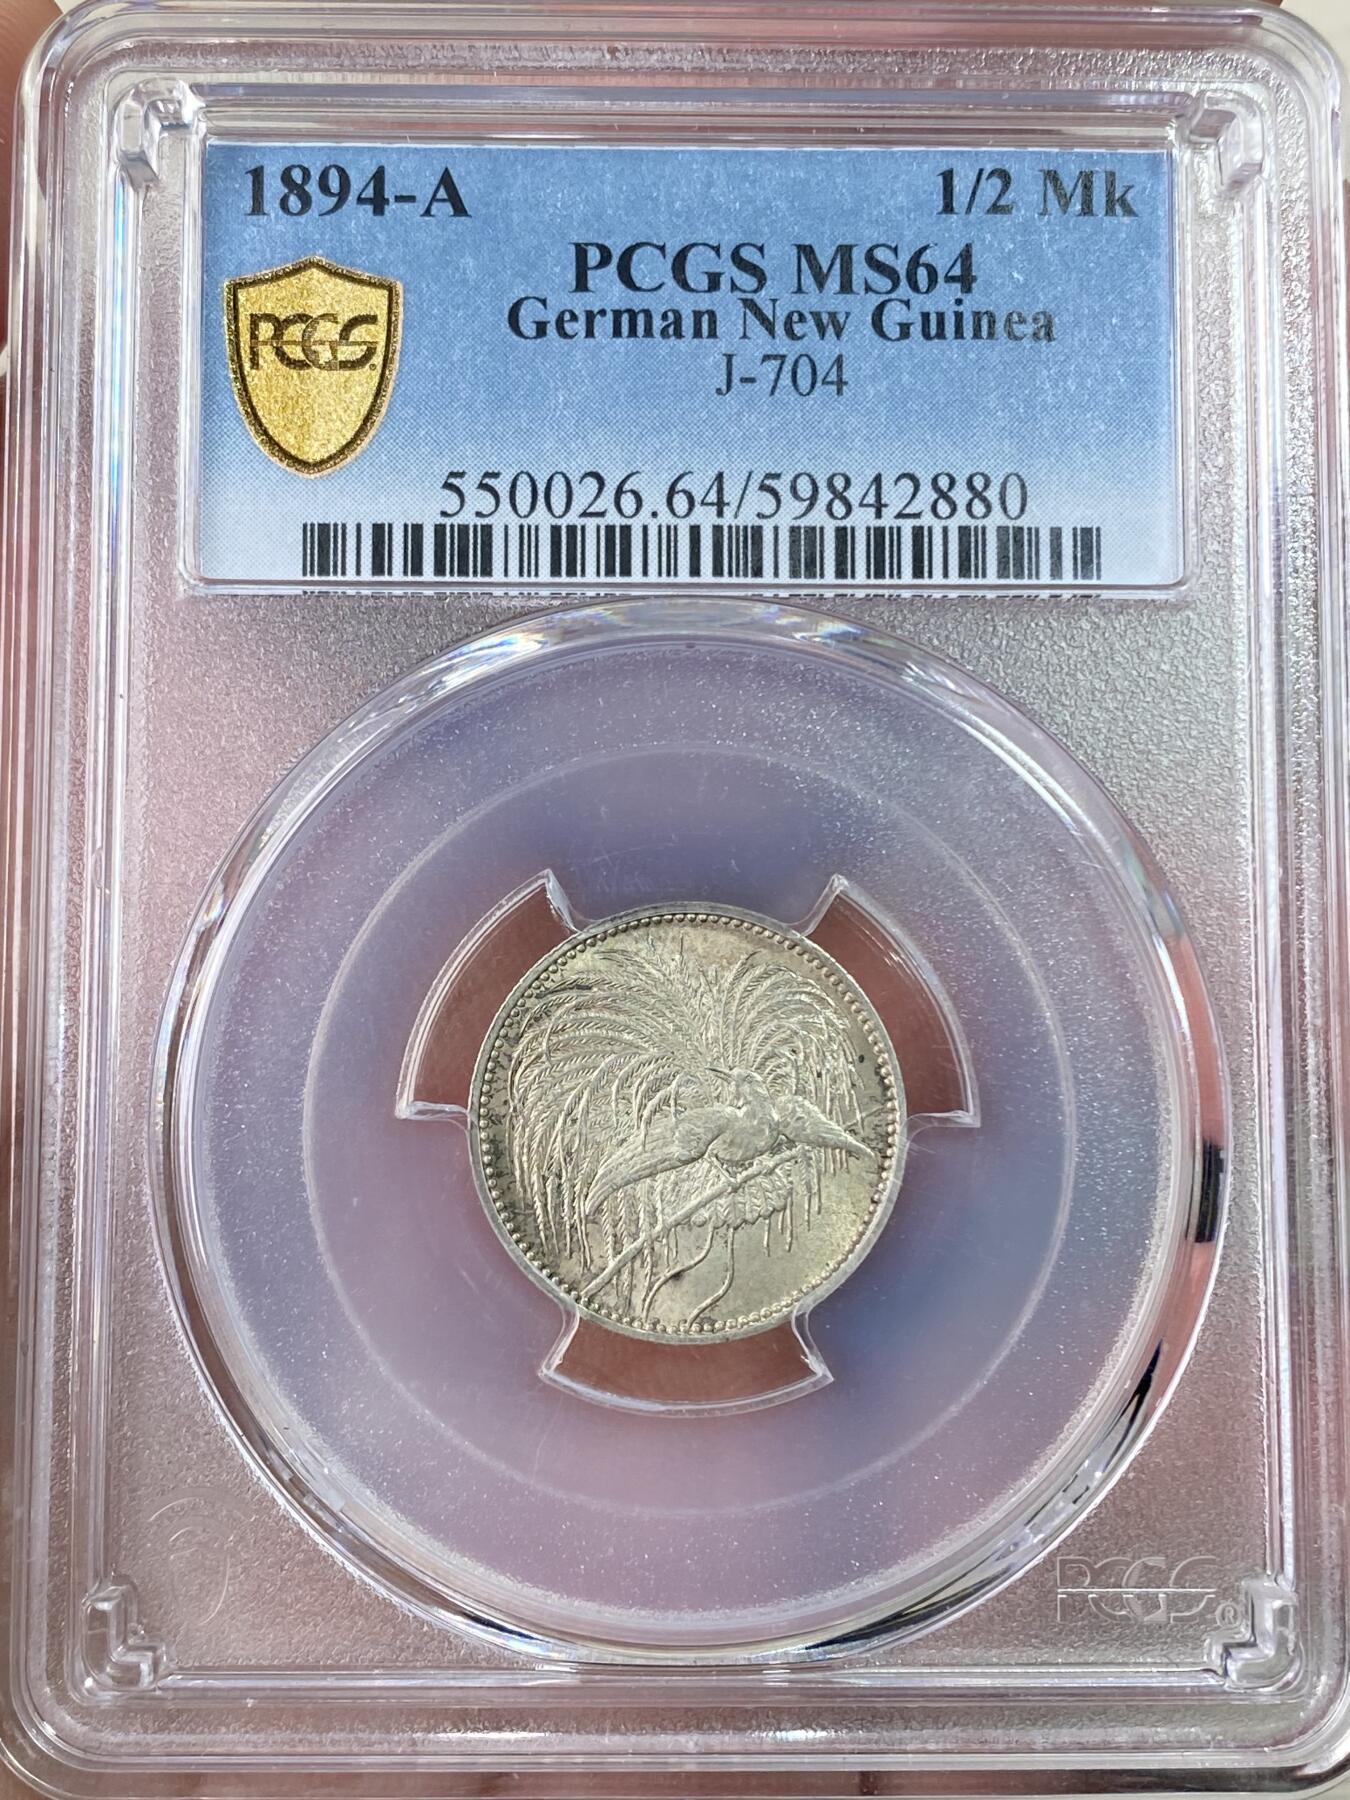 1894-A 1/2 Mk
PCGS MS64
German New Guinea
PCGS.
J-704
550026.64/59842880
PCGS®